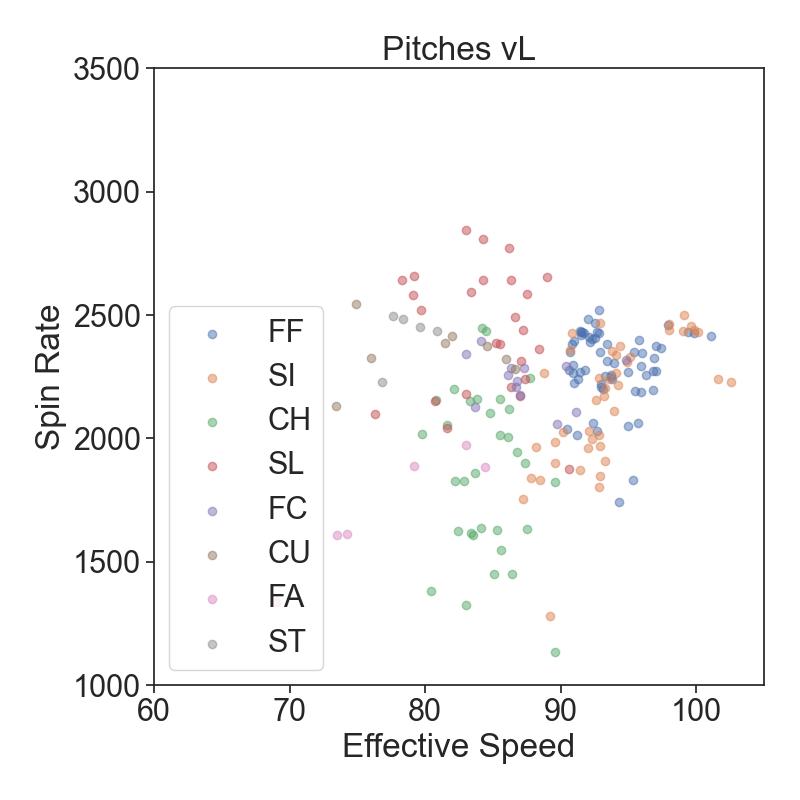 Pitches vL
3500
3000
2500
2000
1500
1000
Spin Rate
FF
SI
CH
SL
FC
CU
FA
ST
60 70 80 90 100
Effective Speed